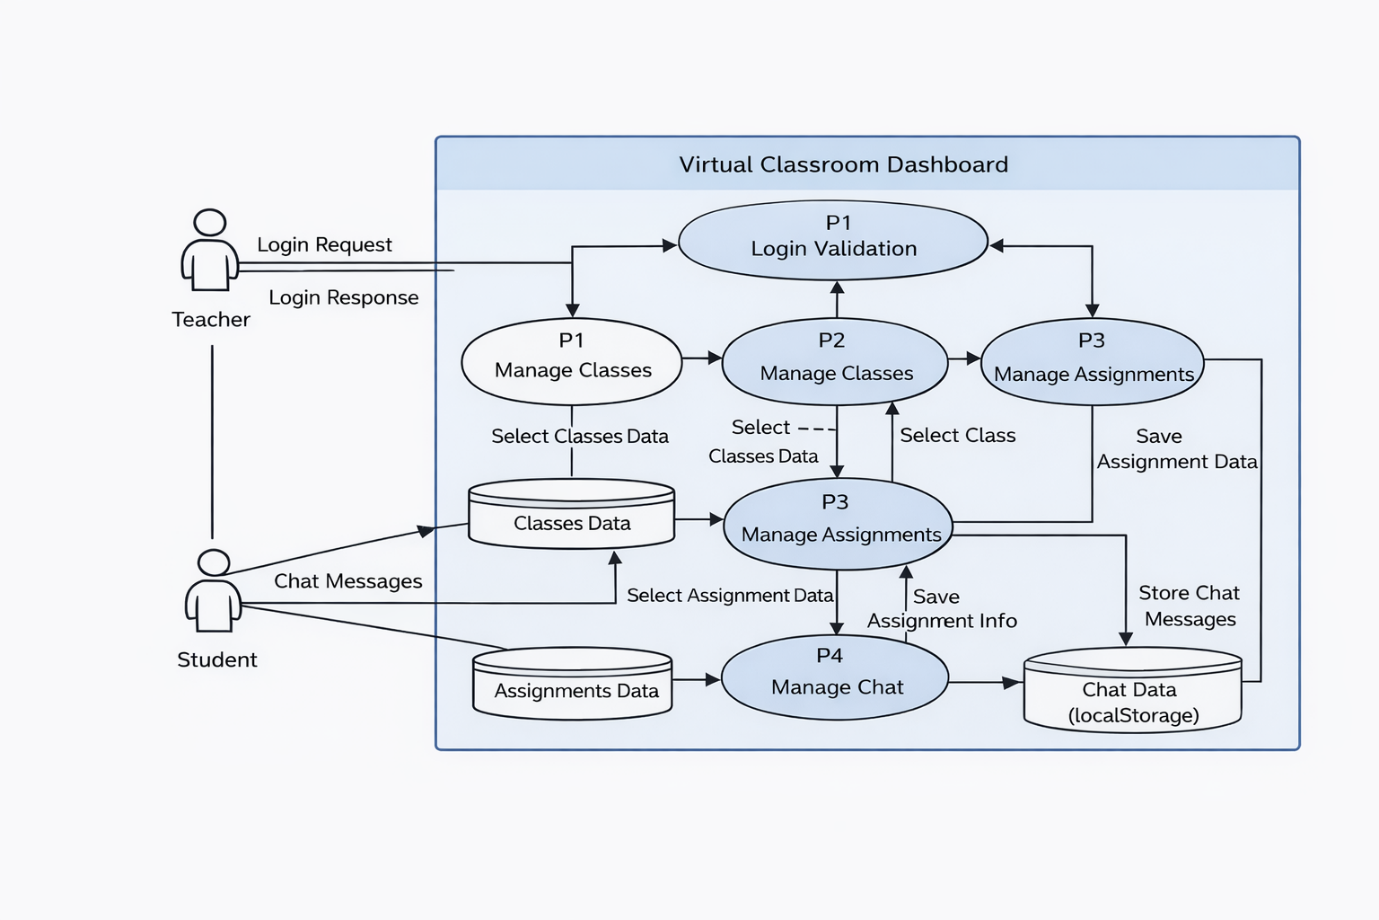 Virtual Classroom Dashboard
P1
Login Validation
Login Request
Login Response
Teacher
P1
Manage Classes
P2
Manage Classes
P3
Manage Assignments
Select Classes Data
Select
Classes Data
Select Class
Save
Assignment Data
Classes Data
P3
Manage Assignments
Chat Messages
Student
Select Assignment Data
Save
Assignment Info
Store Chat
Messages
Assignments Data
P4
Manage Chat
Chat Data
(localStorage)